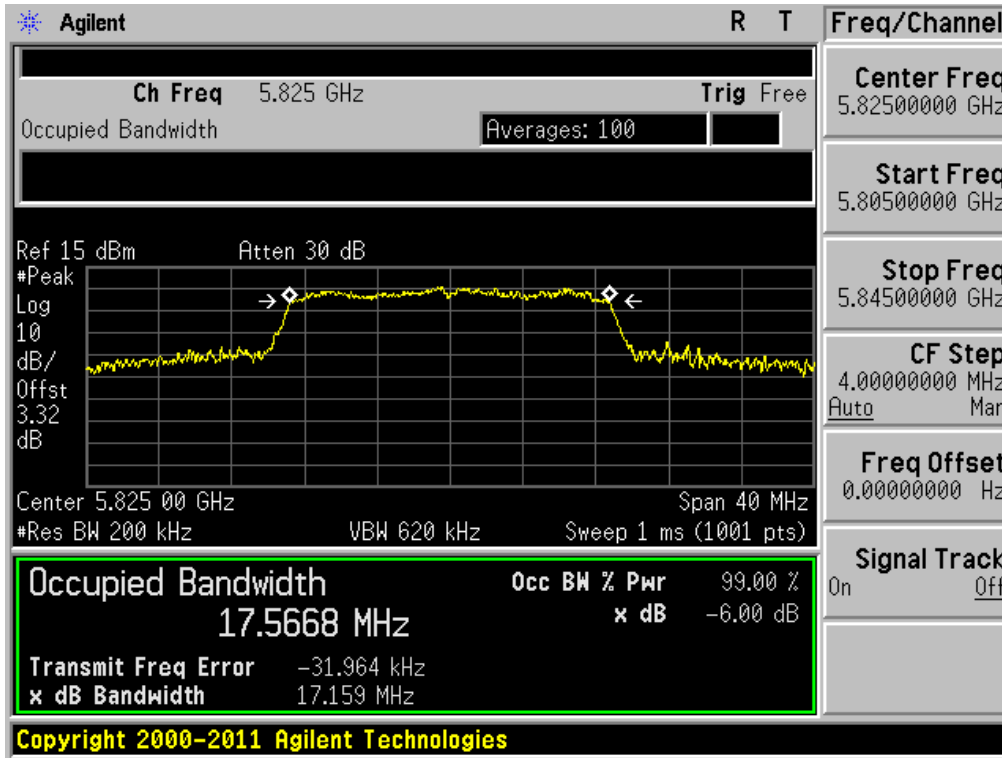 Agilent R T
Freq/Channel
Ch Freq 5.825 GHz Trig Free
Occupied Bandwidth Averages: 100
Center Freq
5.82500000 GHz
Start Freq
5.80500000 GHz
Stop Freq
5.84500000 GHz
CF Step
4.00000000 MHz
Auto Man
Freq Offset
0.00000000 Hz
Signal Track
On Off
Ref 15 dBm Atten 30 dB
#Peak
Log
10
dB/
Offst
3.32
dB
Center 5.825 00 GHz Span 40 MHz
#Res BW 200 kHz VBW 620 kHz Sweep 1 ms (1001 pts)
Occupied Bandwidth Occ BW % Pwr 99.00 %
17.5668 MHz x dB -6.00 dB
Transmit Freq Error -31.964 kHz
x dB Bandwidth 17.159 MHz
Copyright 2000-2011 Agilent Technologies